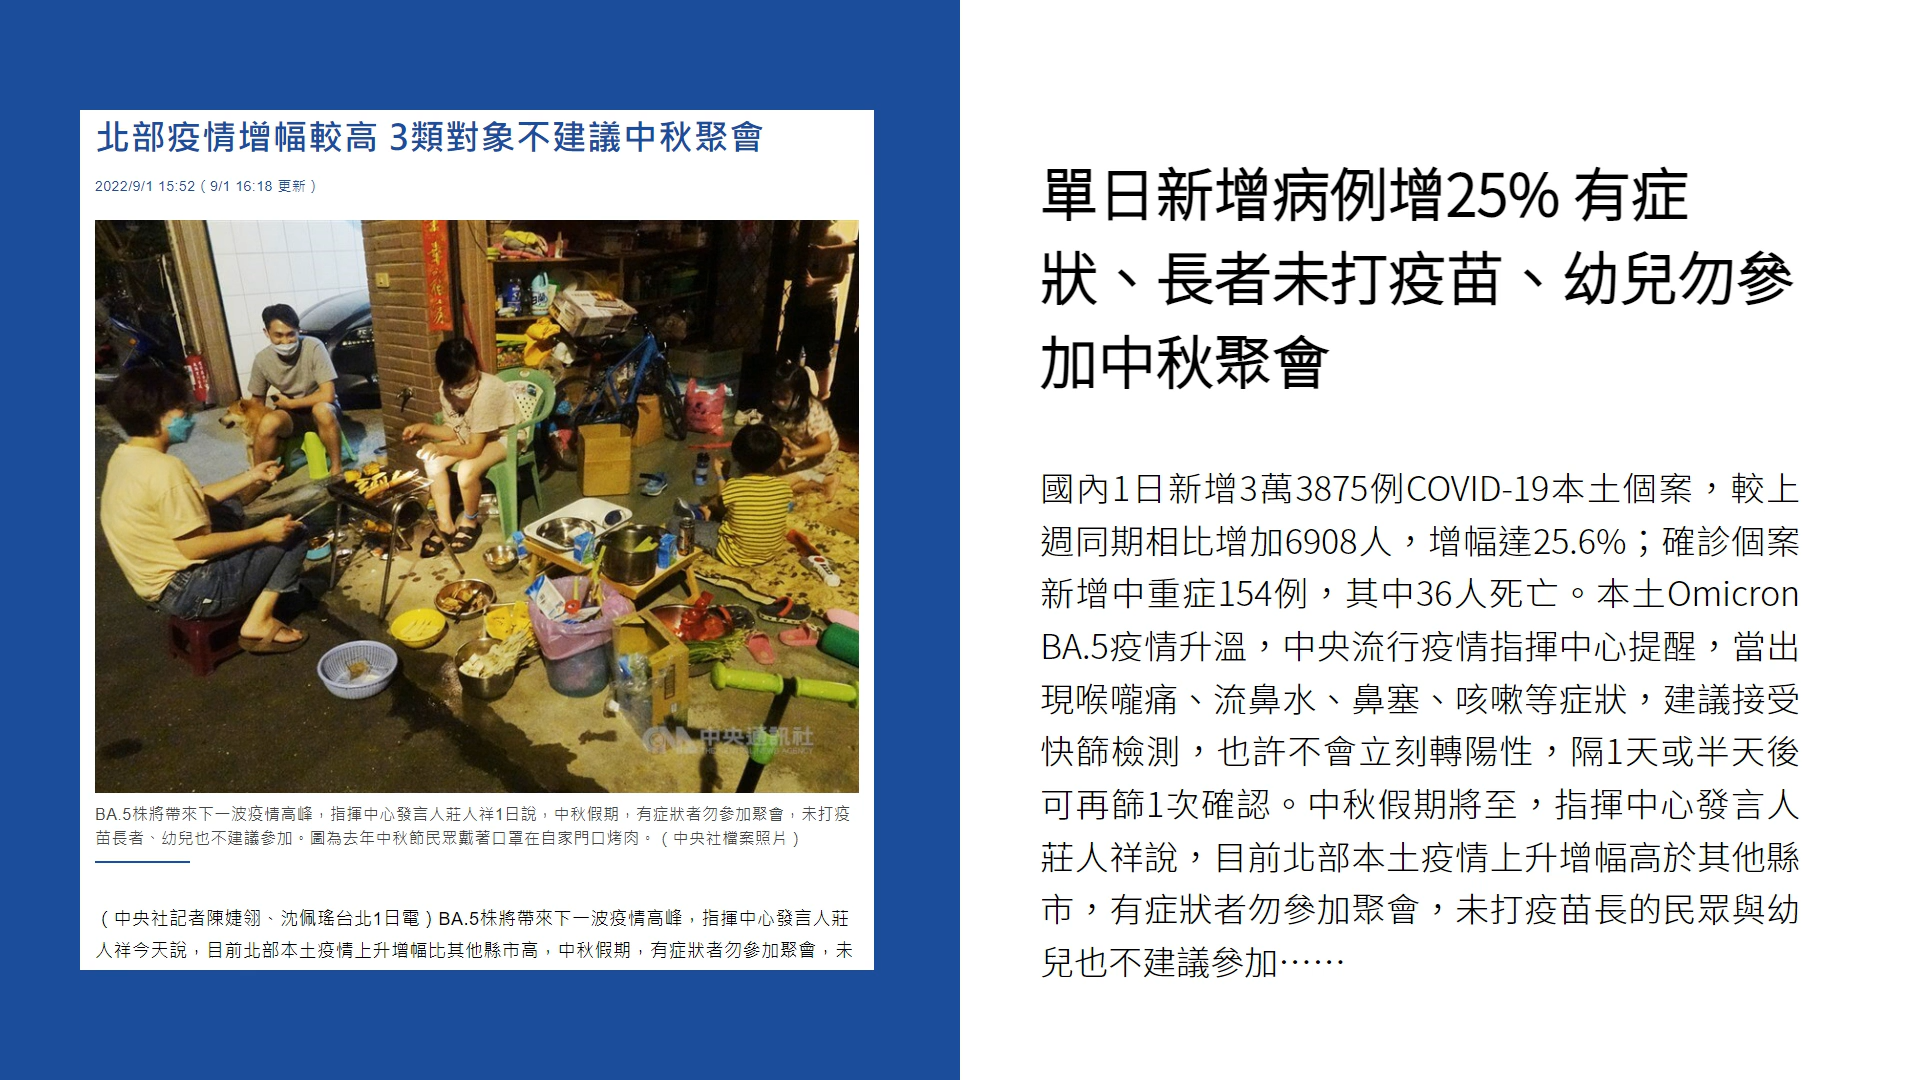 北部疫情增幅較高 3類對象不建議中秋聚會
2022/9/1 15:52（9/1 16:18 更新）
中央通訊社
THE CENTRAL NEWS AGENCY
BA.5株將帶來下一波疫情高峰，指揮中心發言人莊人祥1日說，中秋假期，有症狀者勿參加聚會，未打疫
苗長者、幼兒也不建議參加。圖為去年中秋節民眾戴著口罩在自家門口烤肉。（中央社檔案照片）
（中央社記者陳婕翎、沈佩瑤台北1日電）BA.5株將帶來下一波疫情高峰，指揮中心發言人莊
人祥今天說，目前北部本土疫情上升增幅比其他縣市高，中秋假期，有症狀者勿參加聚會，未
單日新增病例增25% 有症
狀、長者未打疫苗、幼兒勿參
加中秋聚會
國內1日新增3萬3875例COVID-19本土個案，較上
週同期相比增加6908人，增幅達25.6%；確診個案
新增中重症154例，其中36人死亡。本土Omicron
BA.5疫情升溫，中央流行疫情指揮中心提醒，當出
現喉嚨痛、流鼻水、鼻塞、咳嗽等症狀，建議接受
快篩檢測，也許不會立刻轉陽性，隔1天或半天後
可再篩1次確認。中秋假期將至，指揮中心發言人
莊人祥說，目前北部本土疫情上升增幅高於其他縣
市，有症狀者勿參加聚會，未打疫苗長的民眾與幼
兒也不建議參加⋯⋯